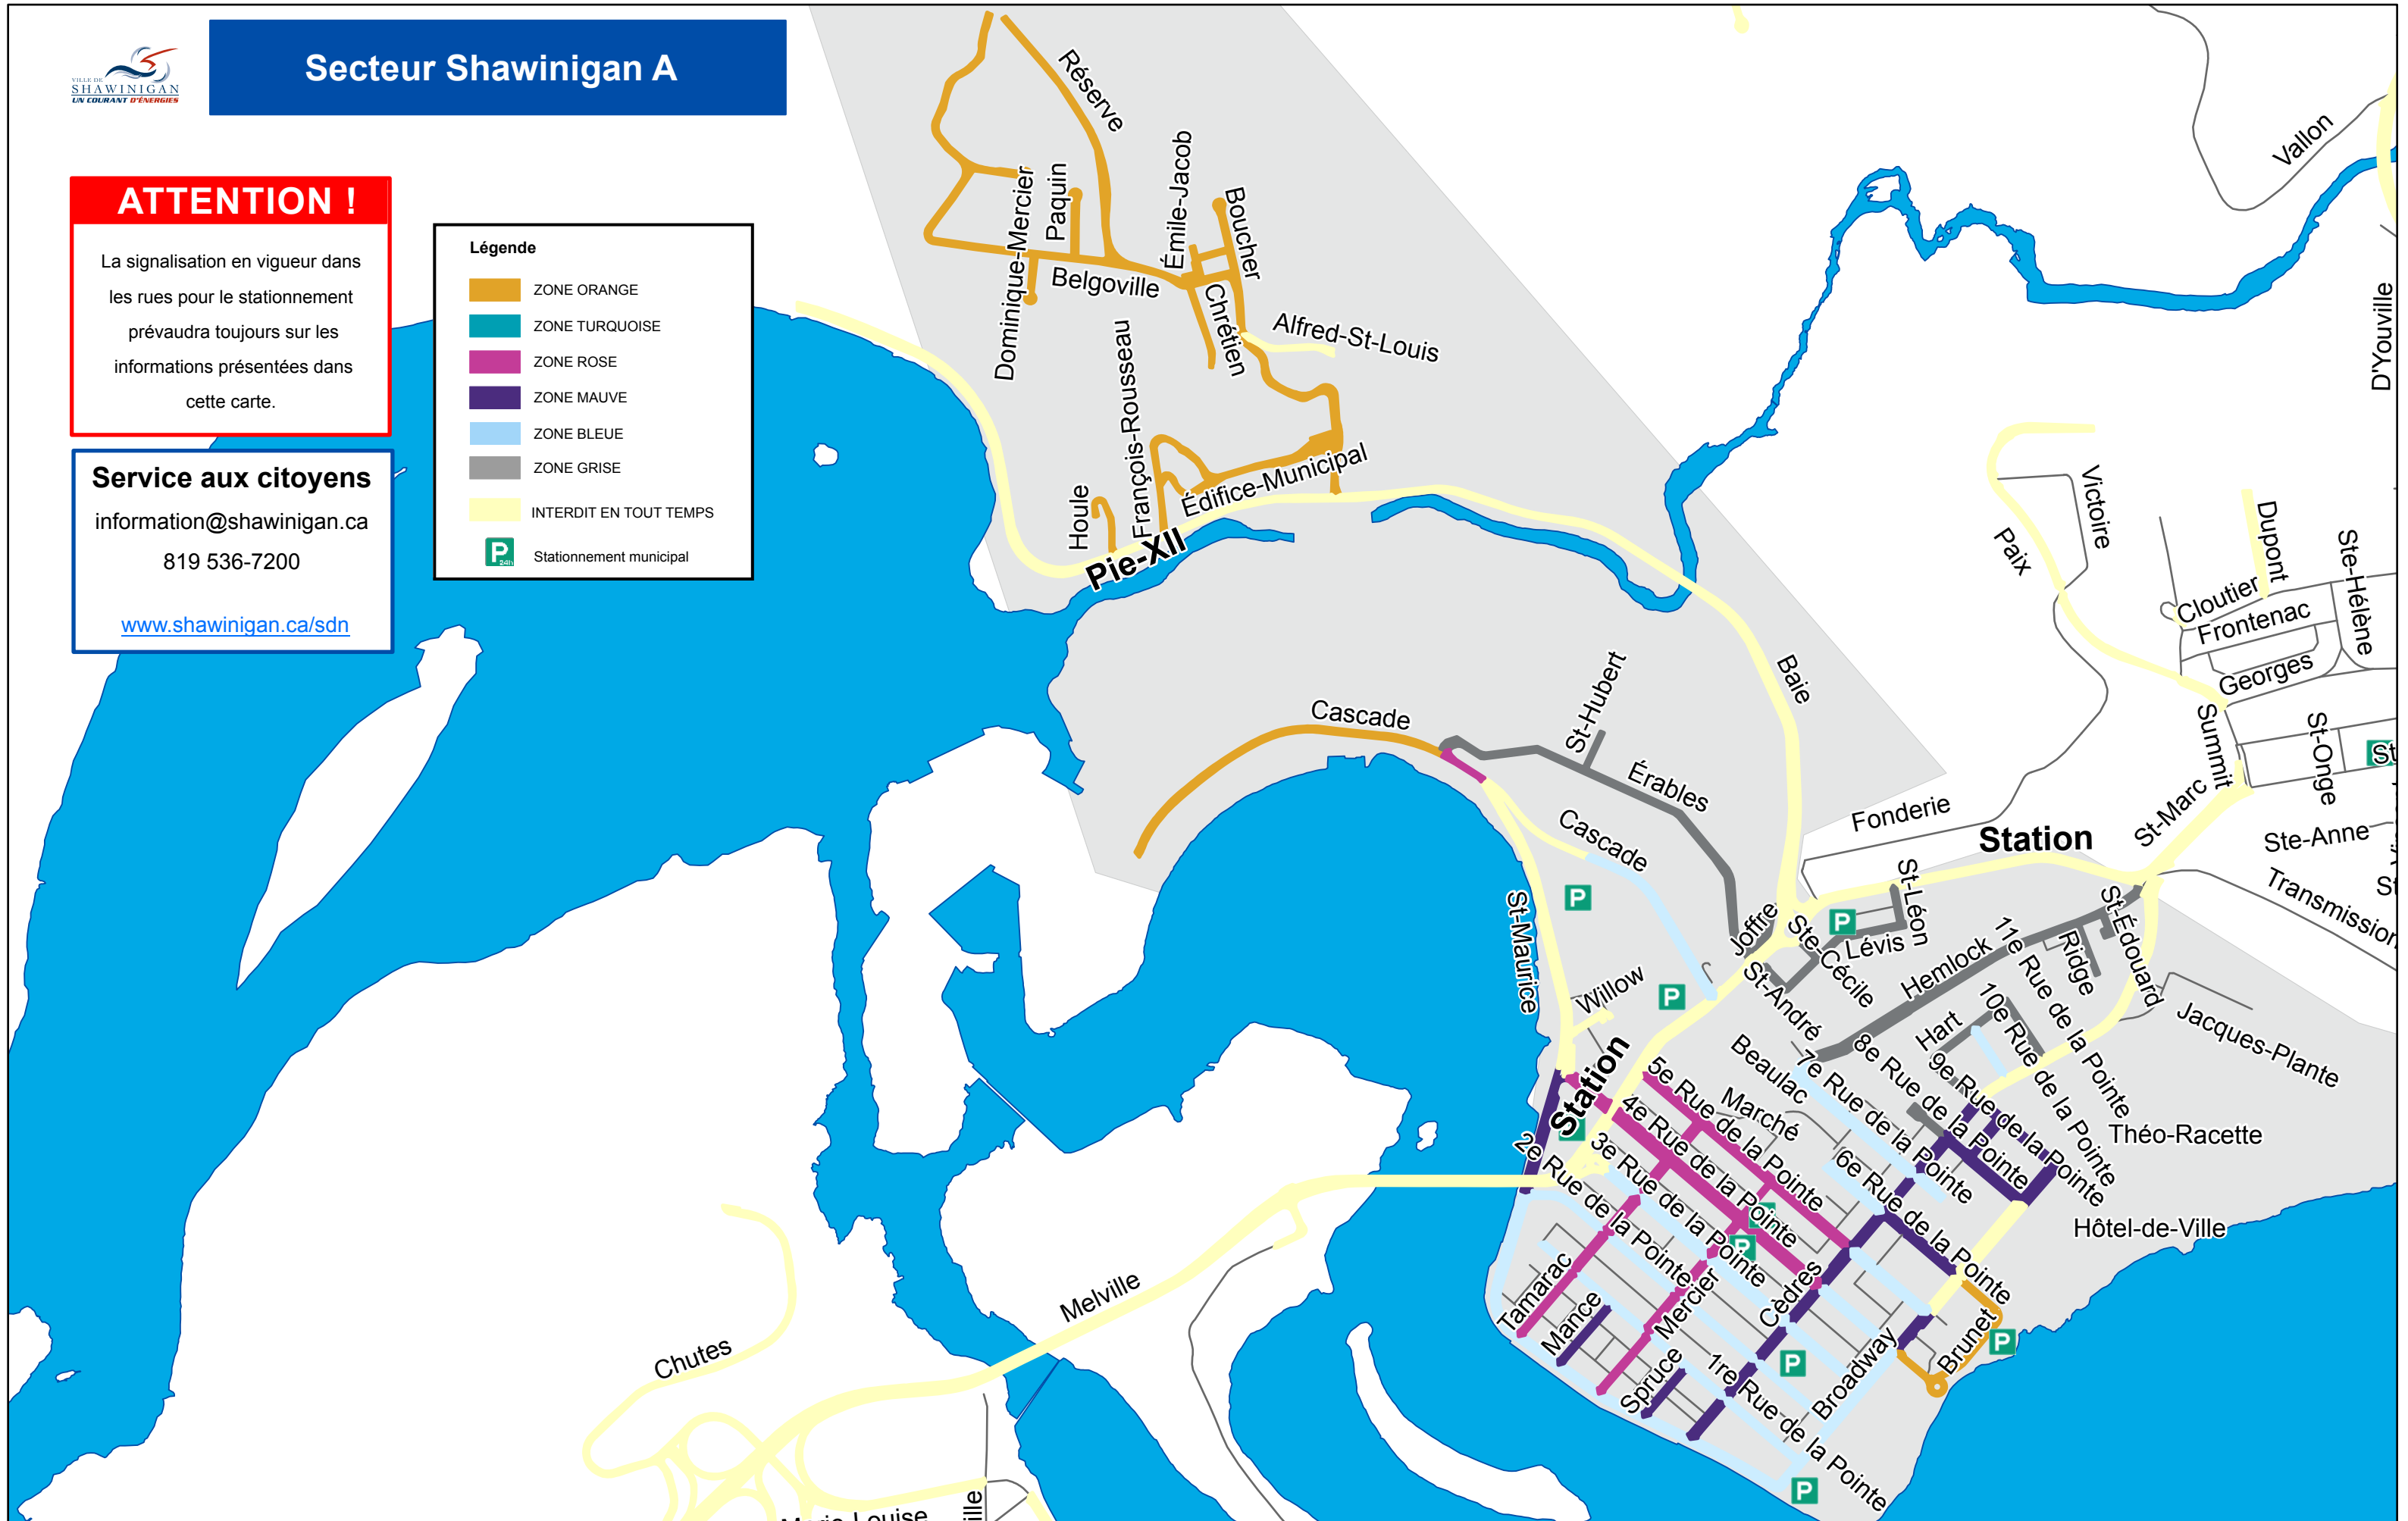 VILLE DE
SHAWINIGAN
UN COURANT D'ÉNERGIES
Secteur Shawinigan A
ATTENTION !
La signalisation en vigueur dans
les rues pour le stationnement
prévaudra toujours sur les
informations présentées dans
cette carte.
Service aux citoyens
information@shawinigan.ca
819 536-7200
www.shawinigan.ca/sdn
Légende
ZONE ORANGE
ZONE TURQUOISE
ZONE ROSE
ZONE MAUVE
ZONE BLEUE
ZONE GRISE
INTERDIT EN TOUT TEMPS
P 24h
Stationnement municipal
Réserve
Dominique-Mercier
Paquin
Émile-Jacob
Boucher
Belgoville
Chrétien
Alfred-St-Louis
François-Rousseau
Houle
Édifice-Municipal
Pie-XII
Vallon
D'Youville
Victoire
Paix
Dupont
Ste-Hélène
Cloutier
Frontenac
Georges
Summit
St-Onge
St
Baie
St-Hubert
Cascade
Érables
Cascade
Fonderie
Station
St-Marc
Ste-Anne
Transmission
St
St-Léon
P
P
St-Maurice
Joffre
Ste-Cécile
Lévis
St-André
Hemlock
11e Rue de la Pointe
Ridge
St-Édouard
Jacques-Plante
Willow
P
Station
Beaulac
Hart
10e Rue de la Pointe
9e Rue de la Pointe
8e Rue de la Pointe
7e Rue de la Pointe
Théo-Racette
Marché
5e Rue de la Pointe
4e Rue de la Pointe
3e Rue de la Pointe
2e Rue de la Pointe
6e Rue de la Pointe
Hôtel-de-Ville
P
Tamarac
Mance
Mercier
Spruce
Cèdres
Broadway
Brunet
P
P
1re Rue de la Pointe
P
Melville
Chutes